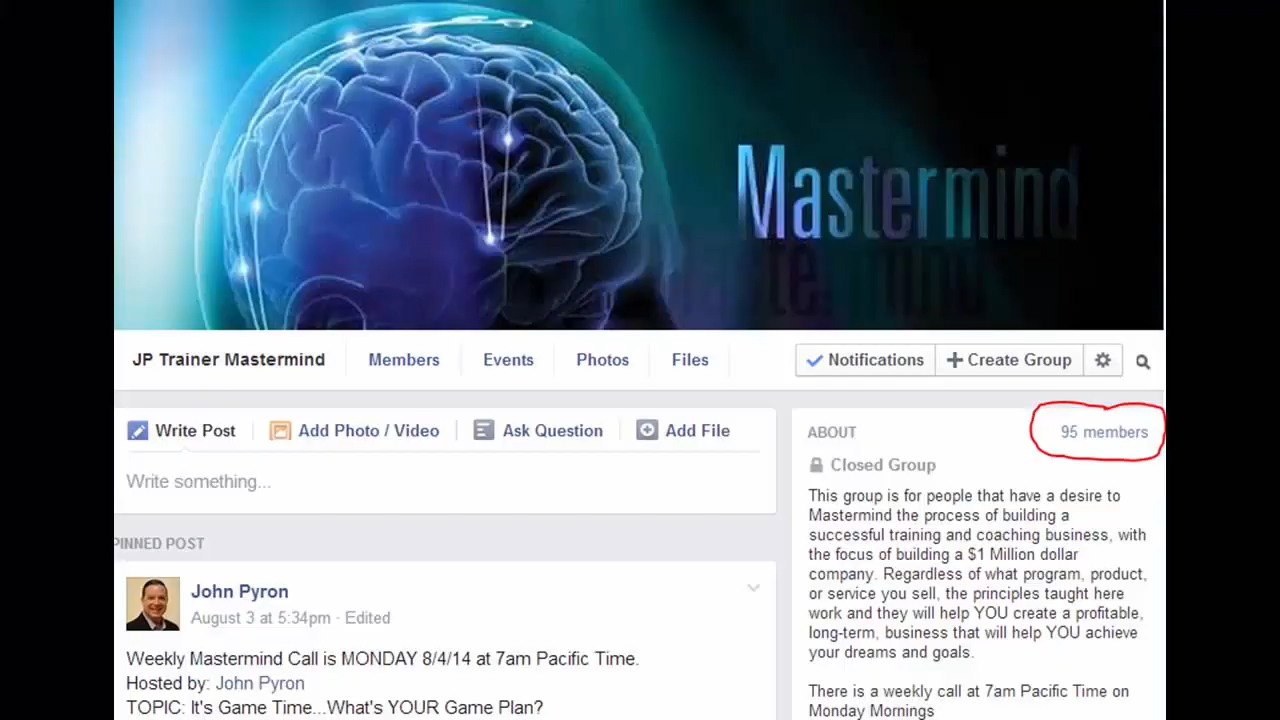 Mastermind
JP Trainer Mastermind Members Events Photos Files Notifications Create Group
Write Post Add Photo / Video Ask Question Add File
Write something...
PINNED POST
John Pyron
August 3 at 5:34pm · Edited
Weekly Mastermind Call is MONDAY 8/4/14 at 7am Pacific Time.
Hosted by: John Pyron
TOPIC: It's Game Time...What's YOUR Game Plan?
ABOUT 95 members
Closed Group
This group is for people that have a desire to
Mastermind the process of building a
successful training and coaching business, with
the focus of building a $1 Million dollar
company. Regardless of what program, product,
or service you sell, the principles taught here
work and they will help YOU create a profitable,
long-term, business that will help YOU achieve
your dreams and goals.
There is a weekly call at 7am Pacific Time on
Monday Mornings